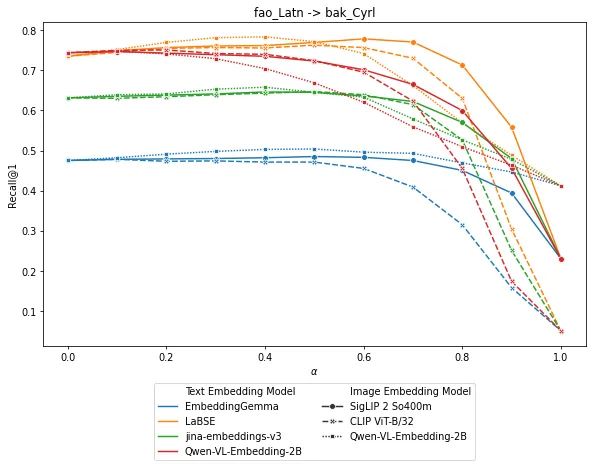 fao_Latn -> bak_Cyrl
Recall@1
0.8
0.7
0.6
0.5
0.4
0.3
0.2
0.1
0.0 0.2 0.4 0.6 0.8 1.0
α
Text Embedding Model
EmbeddingGemma
LaBSE
jina-embeddings-v3
Qwen-VL-Embedding-2B
Image Embedding Model
SigLIP 2 So400m
CLIP ViT-B/32
Qwen-VL-Embedding-2B